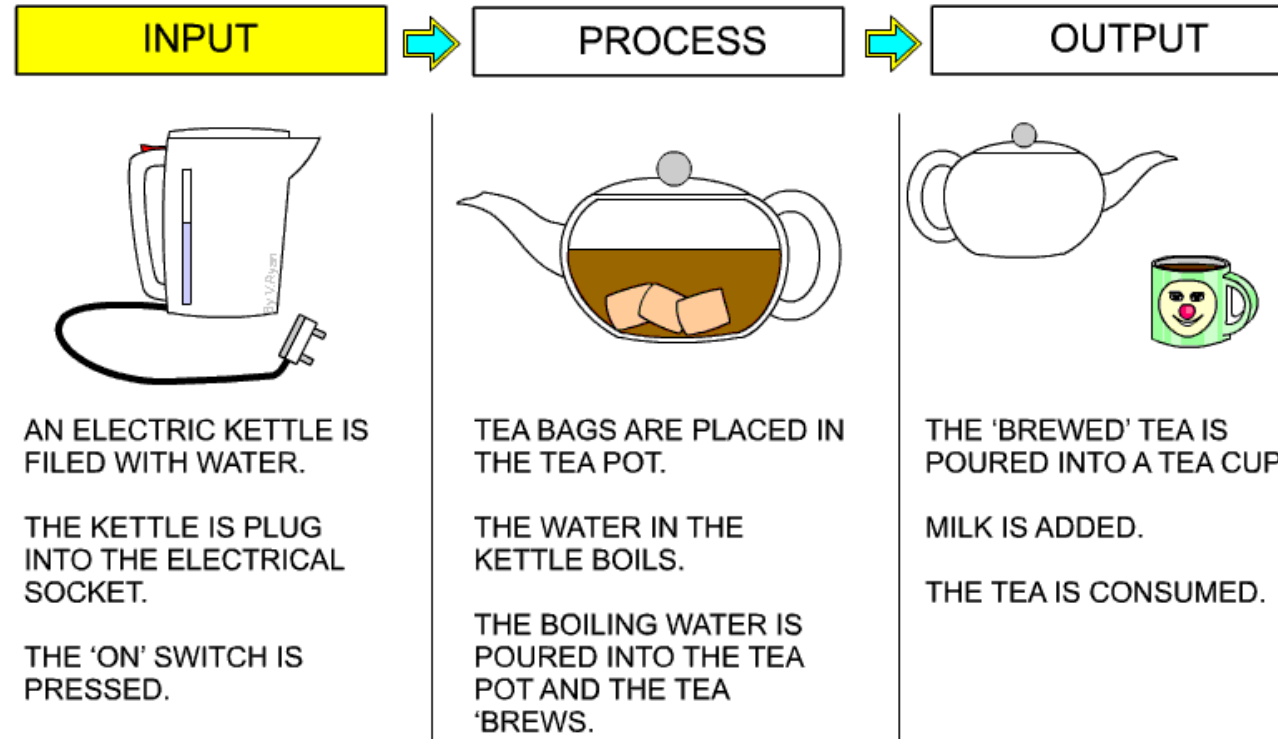 INPUT
PROCESS
OUTPUT
By V.Ryan
AN ELECTRIC KETTLE IS
FILED WITH WATER.
THE KETTLE IS PLUG
INTO THE ELECTRICAL
SOCKET.
THE ‘ON’ SWITCH IS
PRESSED.
TEA BAGS ARE PLACED IN
THE TEA POT.
THE WATER IN THE
KETTLE BOILS.
THE BOILING WATER IS
POURED INTO THE TEA
POT AND THE TEA
‘BREWS.
THE ‘BREWED’ TEA IS
POURED INTO A TEA CUP
MILK IS ADDED.
THE TEA IS CONSUMED.